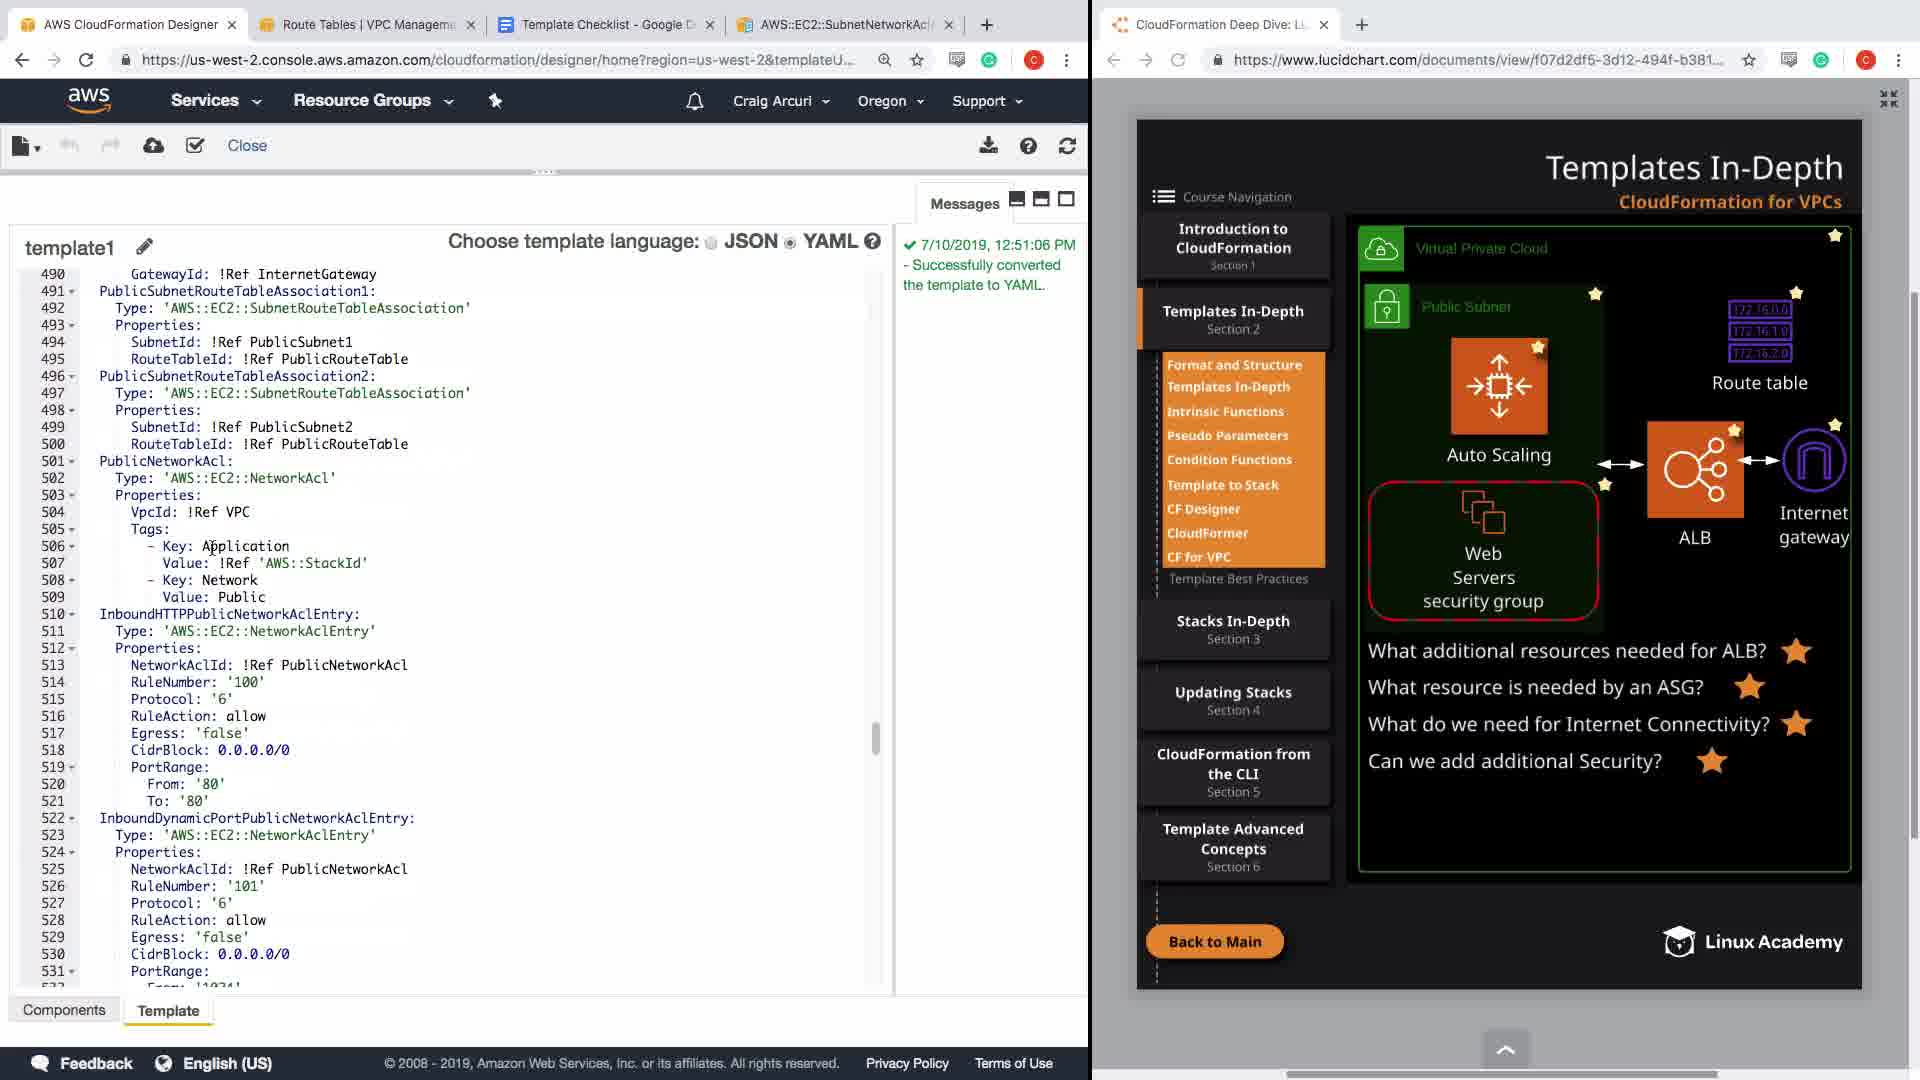 AWS CloudFormation Designer
Route Tables | VPC Manageme
Template Checklist - Google D
AWS::EC2::SubnetNetworkAcl
https://us-west-2.console.aws.amazon.com/cloudformation/designer/home?region=us-west-2&templateU...
C
aws
Services
Resource Groups
Craig Arcuri
Oregon
Support
Close
Messages
template1
Choose template language: JSON YAML
7/10/2019, 12:51:06 PM
- Successfully converted
the template to YAML.
490 GatewayId: !Ref InternetGateway
491 PublicSubnetRouteTableAssociation1:
492 Type: 'AWS::EC2::SubnetRouteTableAssociation'
493 Properties:
494 SubnetId: !Ref PublicSubnet1
495 RouteTableId: !Ref PublicRouteTable
496 PublicSubnetRouteTableAssociation2:
497 Type: 'AWS::EC2::SubnetRouteTableAssociation'
498 Properties:
499 SubnetId: !Ref PublicSubnet2
500 RouteTableId: !Ref PublicRouteTable
501 PublicNetworkAcl:
502 Type: 'AWS::EC2::NetworkAcl'
503 Properties:
504 VpcId: !Ref VPC
505 Tags:
506 - Key: Application
507 Value: !Ref 'AWS::StackId'
508 - Key: Network
509 Value: Public
510 InboundHTTPPublicNetworkAclEntry:
511 Type: 'AWS::EC2::NetworkAclEntry'
512 Properties:
513 NetworkAclId: !Ref PublicNetworkAcl
514 RuleNumber: '100'
515 Protocol: '6'
516 RuleAction: allow
517 Egress: 'false'
518 CidrBlock: 0.0.0.0/0
519 PortRange:
520 From: '80'
521 To: '80'
522 InboundDynamicPortPublicNetworkAclEntry:
523 Type: 'AWS::EC2::NetworkAclEntry'
524 Properties:
525 NetworkAclId: !Ref PublicNetworkAcl
526 RuleNumber: '101'
527 Protocol: '6'
528 RuleAction: allow
529 Egress: 'false'
530 CidrBlock: 0.0.0.0/0
531 PortRange:
Components
Template
Feedback
English (US)
© 2008 - 2019, Amazon Web Services, Inc. or its affiliates. All rights reserved.
Privacy Policy
Terms of Use
CloudFormation Deep Dive: Li
https://www.lucidchart.com/documents/view/f07d2df5-3d12-494f-b381...
C
Templates In-Depth
CloudFormation for VPCs
Course Navigation
Introduction to
CloudFormation
Section 1
Templates In-Depth
Section 2
Format and Structure
Templates In-Depth
Intrinsic Functions
Pseudo Parameters
Condition Functions
Template to Stack
CF Designer
CloudFormer
CF for VPC
Template Best Practices
Stacks In-Depth
Section 3
Updating Stacks
Section 4
CloudFormation from
the CLI
Section 5
Template Advanced
Concepts
Section 6
Back to Main
Virtual Private Cloud
Public Subnet
Auto Scaling
172.16.0.0
172.16.1.0
172.16.2.0
Route table
ALB
Internet
gateway
Web
Servers
security group
What additional resources needed for ALB?
What resource is needed by an ASG?
What do we need for Internet Connectivity?
Can we add additional Security?
Linux Academy